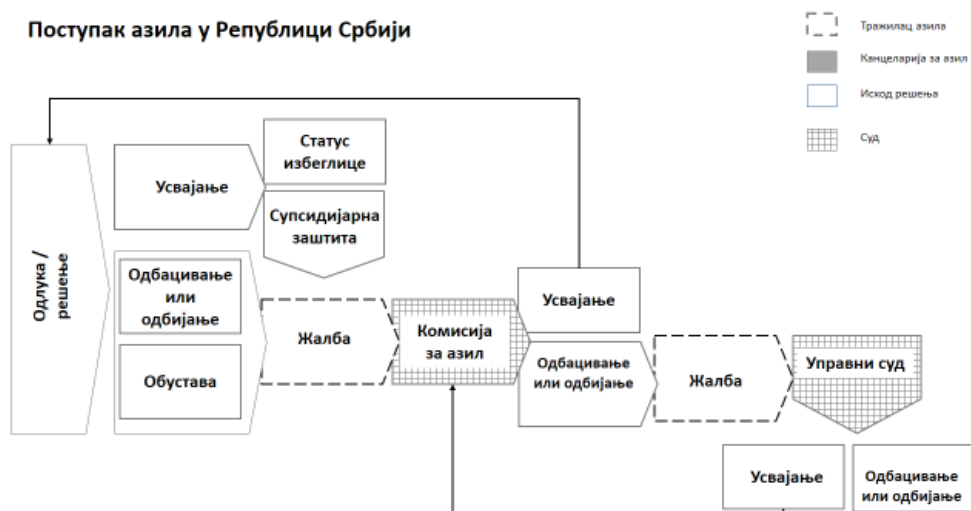 Поступак азила у Републици Србији
Тражилац азила
Канцеларија за азил
Исход решења
Суд
Одлука /
решење
Усвајање
Статус
избеглице
Супсидијарна
заштита
Одбацивање
или
одбијање
Обустава
Жалба
Комисија
за азил
Усвајање
Одбацивање
или одбијање
Жалба
Управни суд
Усвајање
Одбацивање
или одбијање